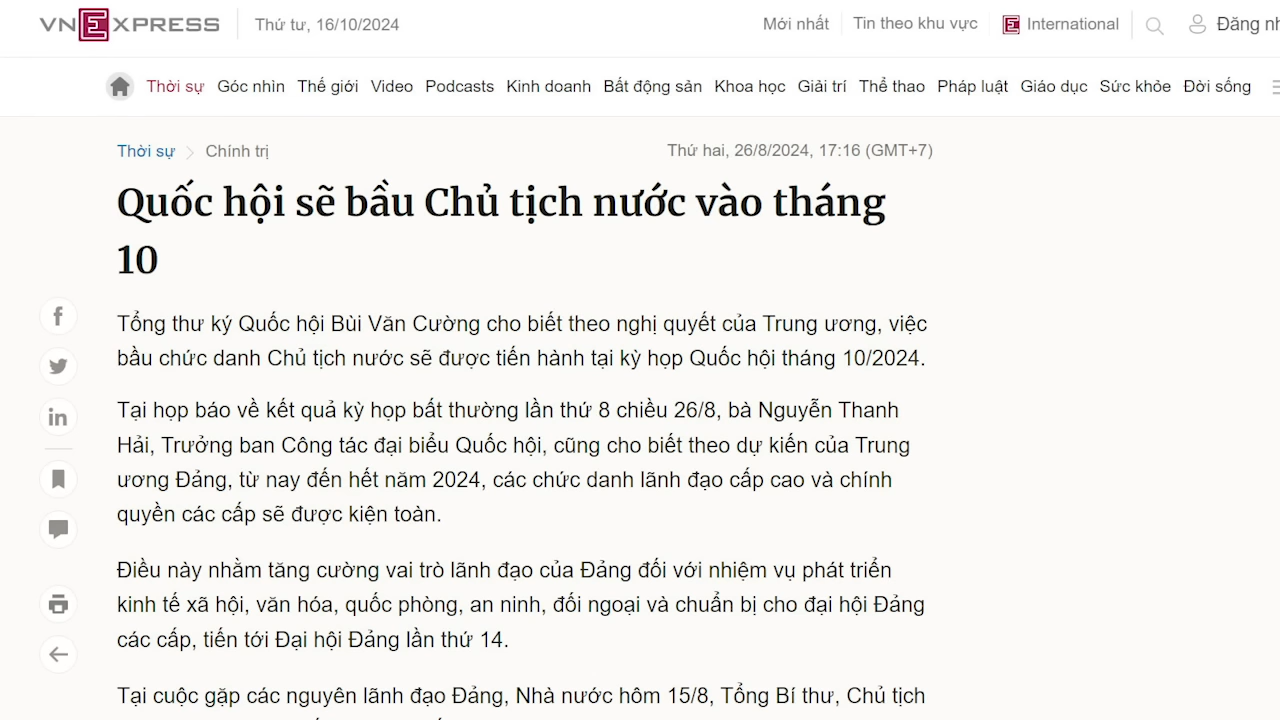 VNEXPRESS
Thứ tư, 16/10/2024
Mới nhất
Tin theo khu vực
International
Đăng nh
Thời sự Góc nhìn Thế giới Video Podcasts Kinh doanh Bất động sản Khoa học Giải trí Thể thao Pháp luật Giáo dục Sức khỏe Đời sống
Thời sự
Chính trị
Thứ hai, 26/8/2024, 17:16 (GMT+7)
Quốc hội sẽ bầu Chủ tịch nước vào tháng
10
Tổng thư ký Quốc hội Bùi Văn Cường cho biết theo nghị quyết của Trung ương, việc
bầu chức danh Chủ tịch nước sẽ được tiến hành tại kỳ họp Quốc hội tháng 10/2024.
Tại họp báo về kết quả kỳ họp bất thường lần thứ 8 chiều 26/8, bà Nguyễn Thanh
Hải, Trưởng ban Công tác đại biểu Quốc hội, cũng cho biết theo dự kiến của Trung
ương Đảng, từ nay đến hết năm 2024, các chức danh lãnh đạo cấp cao và chính
quyền các cấp sẽ được kiện toàn.
Điều này nhằm tăng cường vai trò lãnh đạo của Đảng đối với nhiệm vụ phát triển
kinh tế xã hội, văn hóa, quốc phòng, an ninh, đối ngoại và chuẩn bị cho đại hội Đảng
các cấp, tiến tới Đại hội Đảng lần thứ 14.
Tại cuộc gặp các nguyên lãnh đạo Đảng, Nhà nước hôm 15/8, Tổng Bí thư, Chủ tịch